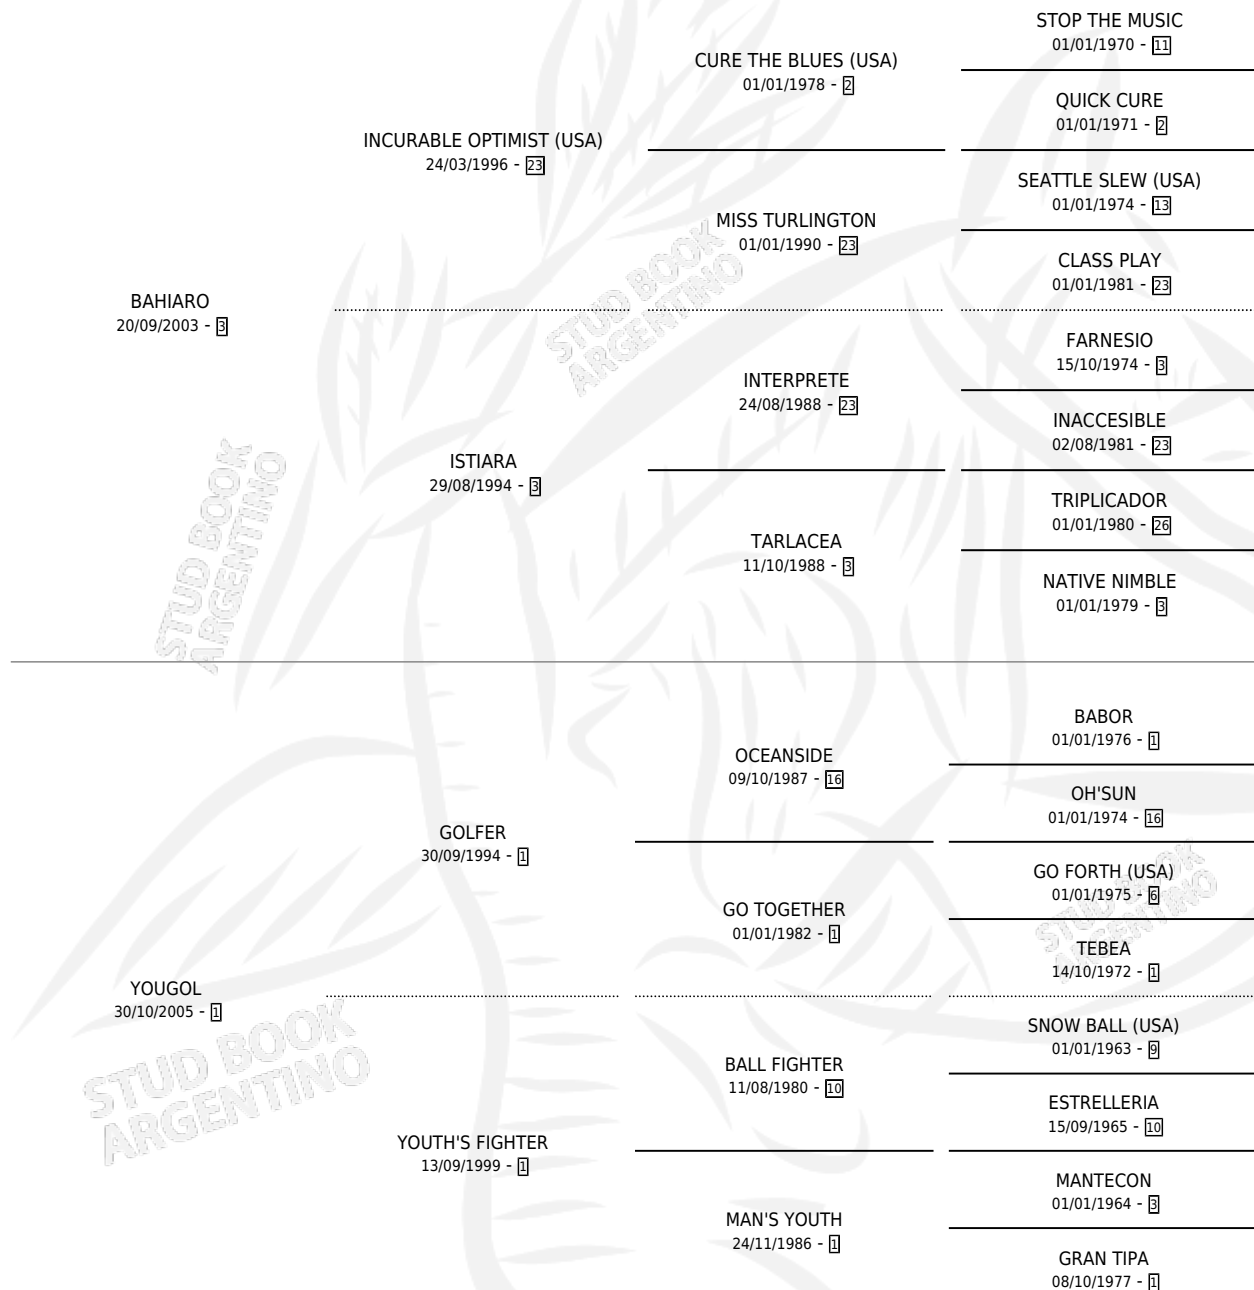 STOP THE MUSIC
01/01/1970 - 11
CURE THE BLUES (USA)
01/01/1978 - 2
QUICK CURE
01/01/1971 - 2
INCURABLE OPTIMIST (USA)
24/03/1996 - 23
SEATTLE SLEW (USA)
01/01/1974 - 13
MISS TURLINGTON
01/01/1990 - 23
CLASS PLAY
01/01/1981 - 23
BAHIARO
20/09/2003 - 3
FARNESIO
15/10/1974 - 3
INTERPRETE
24/08/1988 - 23
INACCESIBLE
02/08/1981 - 23
ISTIARA
29/08/1994 - 3
TRIPLICADOR
01/01/1980 - 26
TARLACEA
11/10/1988 - 3
NATIVE NIMBLE
01/01/1979 - 3
STUD BOOK
ARGENTINO
STUD BOOK
ARGENTINO
BABOR
01/01/1976 - 1
OCEANSIDE
09/10/1987 - 16
OH'SUN
01/01/1974 - 16
GOLFER
30/09/1994 - 1
GO FORTH (USA)
01/01/1975 - 6
GO TOGETHER
01/01/1982 - 1
TEBEA
14/10/1972 - 1
YOUGOL
30/10/2005 - 1
SNOW BALL (USA)
01/01/1963 - 9
BALL FIGHTER
11/08/1980 - 10
ESTRELLERIA
15/09/1965 - 10
YOUTH'S FIGHTER
13/09/1999 - 1
MANTECON
01/01/1964 - 3
MAN'S YOUTH
24/11/1986 - 1
GRAN TIPA
08/10/1977 - 1
STUD BOOK
ARGENTINO
STUD BOOK
ARGENTINO